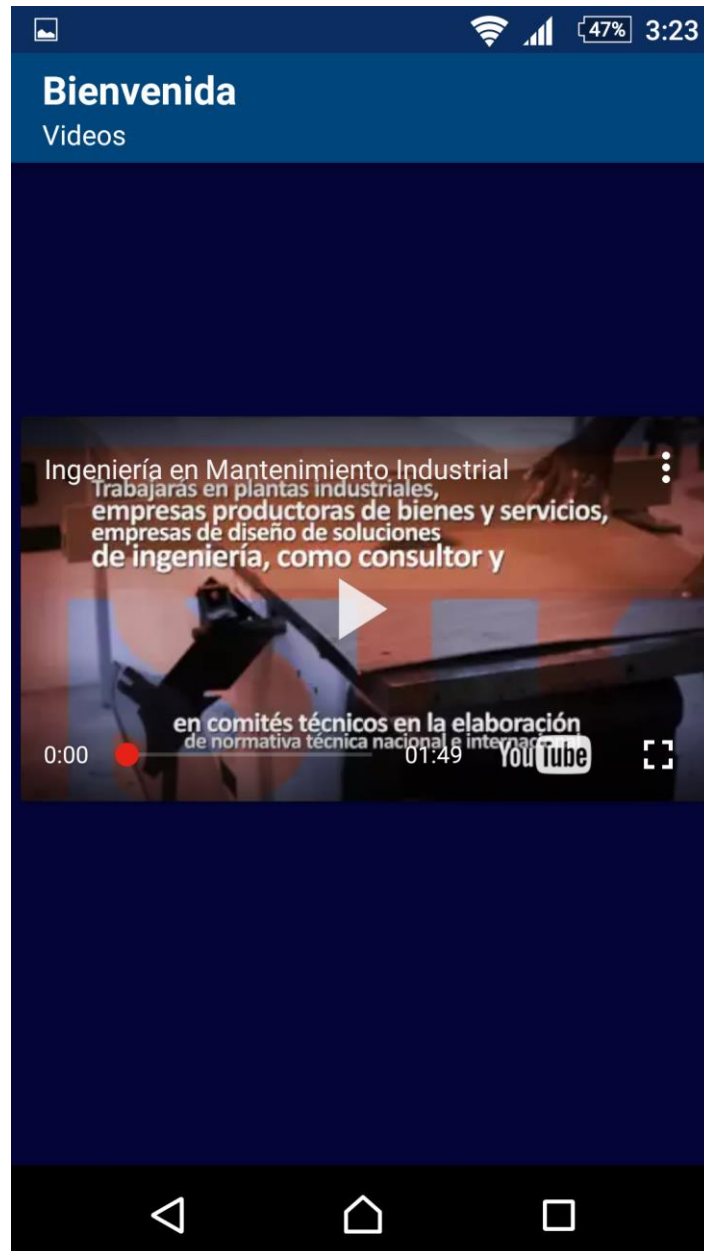 47% 3:23
Bienvenida
Videos
Ingeniería en Mantenimiento Industrial
Trabajarás en plantas industriales,
empresas productoras de bienes y servicios,
empresas de diseño de soluciones
de ingeniería, como consultor y
en comités técnicos en la elaboración
de normativa técnica nacional e internacional
0:00 01:49 YouTube